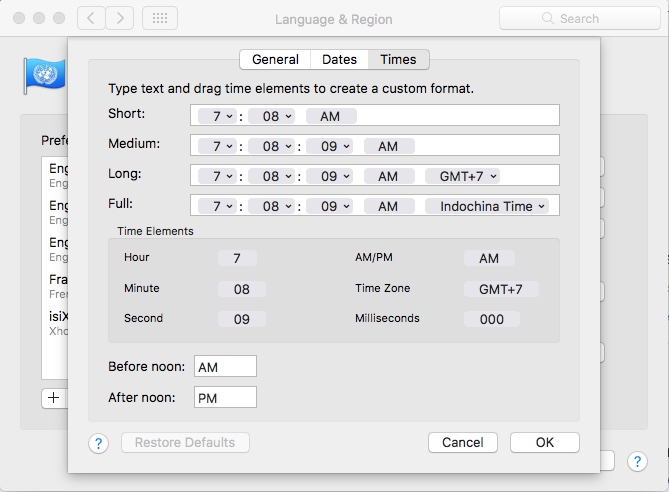 Language & Region
Search
General Dates Times
Type text and drag time elements to create a custom format.
Short: 7 : 08 AM
Medium: 7 : 08 : 09 AM
Long: 7 : 08 : 09 AM GMT+7
Full: 7 : 08 : 09 AM Indochina Time
Time Elements
Hour 7 AM/PM AM
Minute 08 Time Zone GMT+7
Second 09 Milliseconds 000
Before noon: AM
After noon: PM
? Restore Defaults Cancel OK
Prefe
Eng
Eng
Eng
Eng
Eng
Eng
Fra
Fren
isiX
Xho
+
?